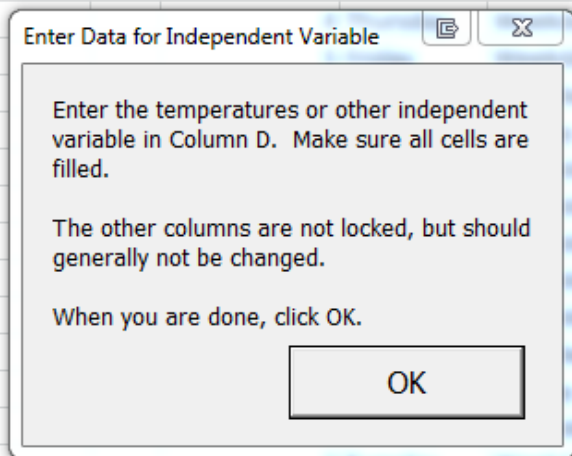 Enter Data for Independent Variable
Enter the temperatures or other independent
variable in Column D.  Make sure all cells are
filled.
The other columns are not locked, but should
generally not be changed.
When you are done, click OK.
OK